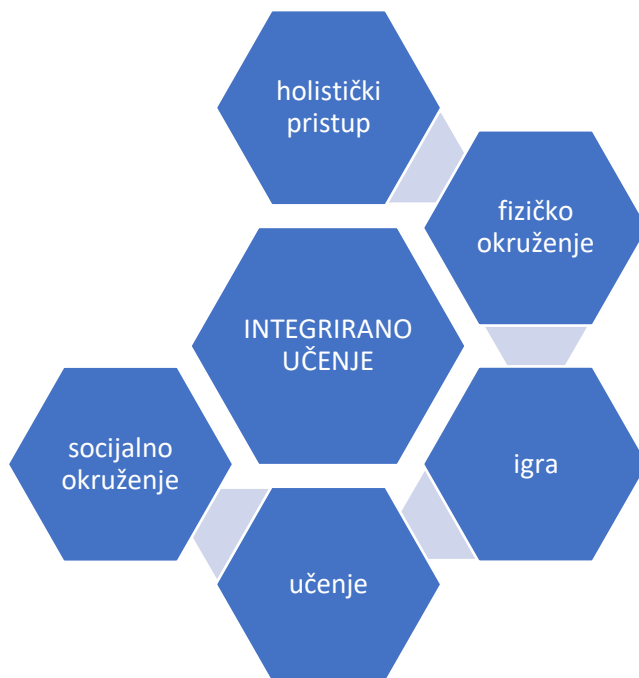 holistički
pristup
fizičko
okruženje
INTEGRIRANO
UČENJE
socijalno
okruženje
igra
učenje